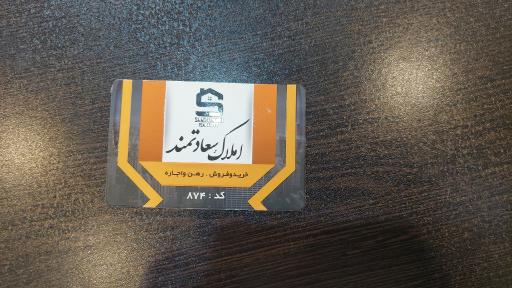 املاک سعادتمند
خرید و فروش . رهن و اجاره
کد : ۸۷۴